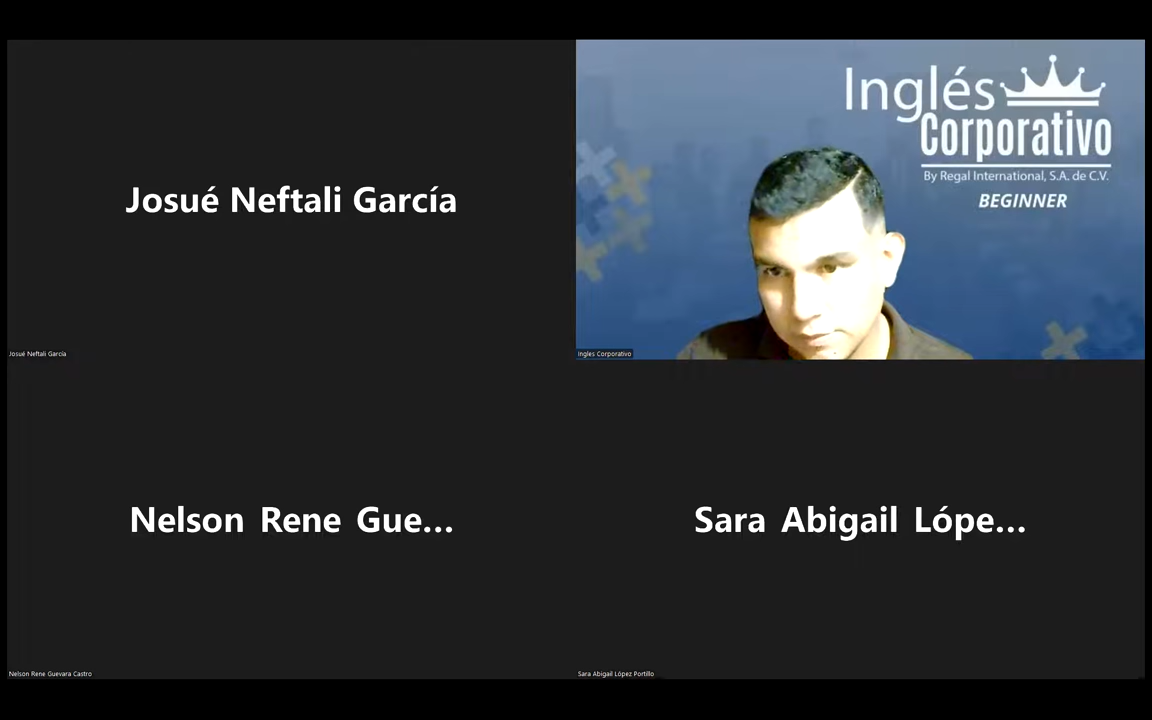 Josué Neftali García
Josué Neftali García
Inglés
Corporativo
By Regal International, S.A. de C.V.
BEGINNER
Ingles Corporativo
Nelson Rene Gue...
Nelson Rene Guevara Castro
Sara Abigail Lópe...
Sara Abigail López Portillo